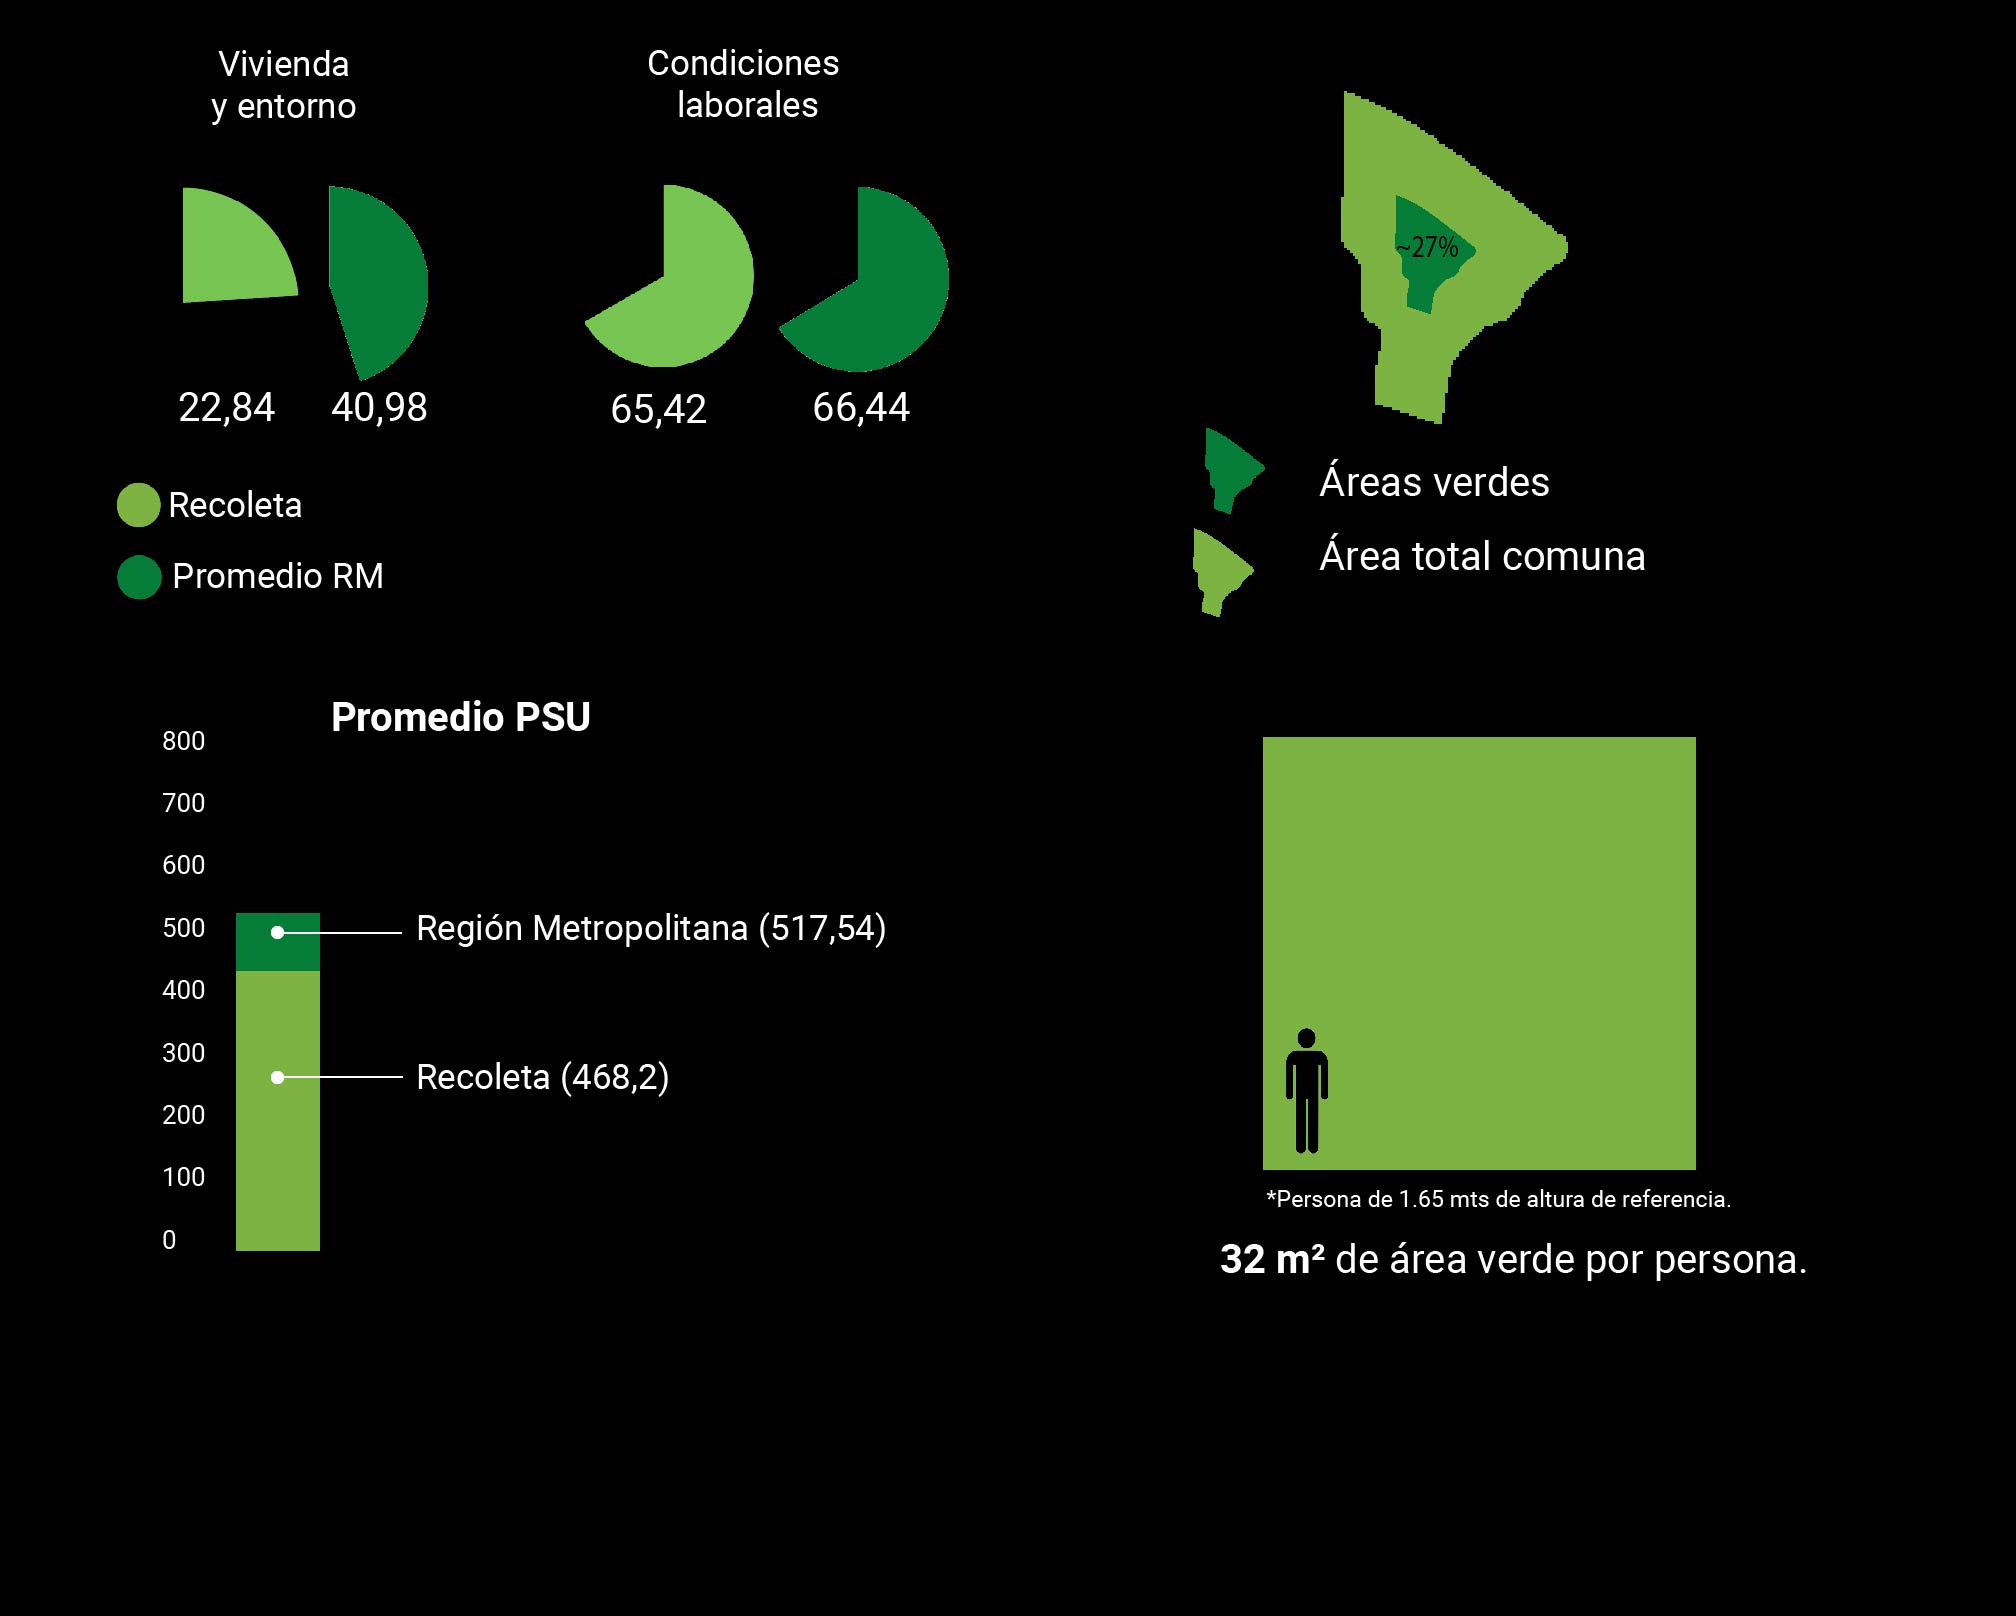 Vivienda
y entorno
Condiciones
laborales
22,84
40,98
65,42
66,44
Recoleta
Promedio RM
~27%
Áreas verdes
Área total comuna
Promedio PSU
800
700
600
500
400
300
200
100
0
Región Metropolitana (517,54)
Recoleta (468,2)
*Persona de 1.65 mts de altura de referencia.
32 m² de área verde por persona.